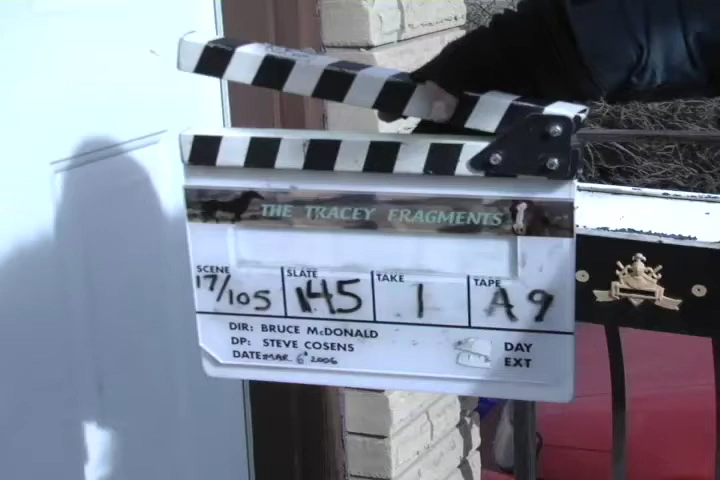 THE TRACEY FRAGMENTS
SCENE SLATE TAKE TAPE
17/105 145 1 A9
DIR: BRUCE McDONALD
DP: STEVE COSENS DAY
DATE: MAR 6 2006 EXT